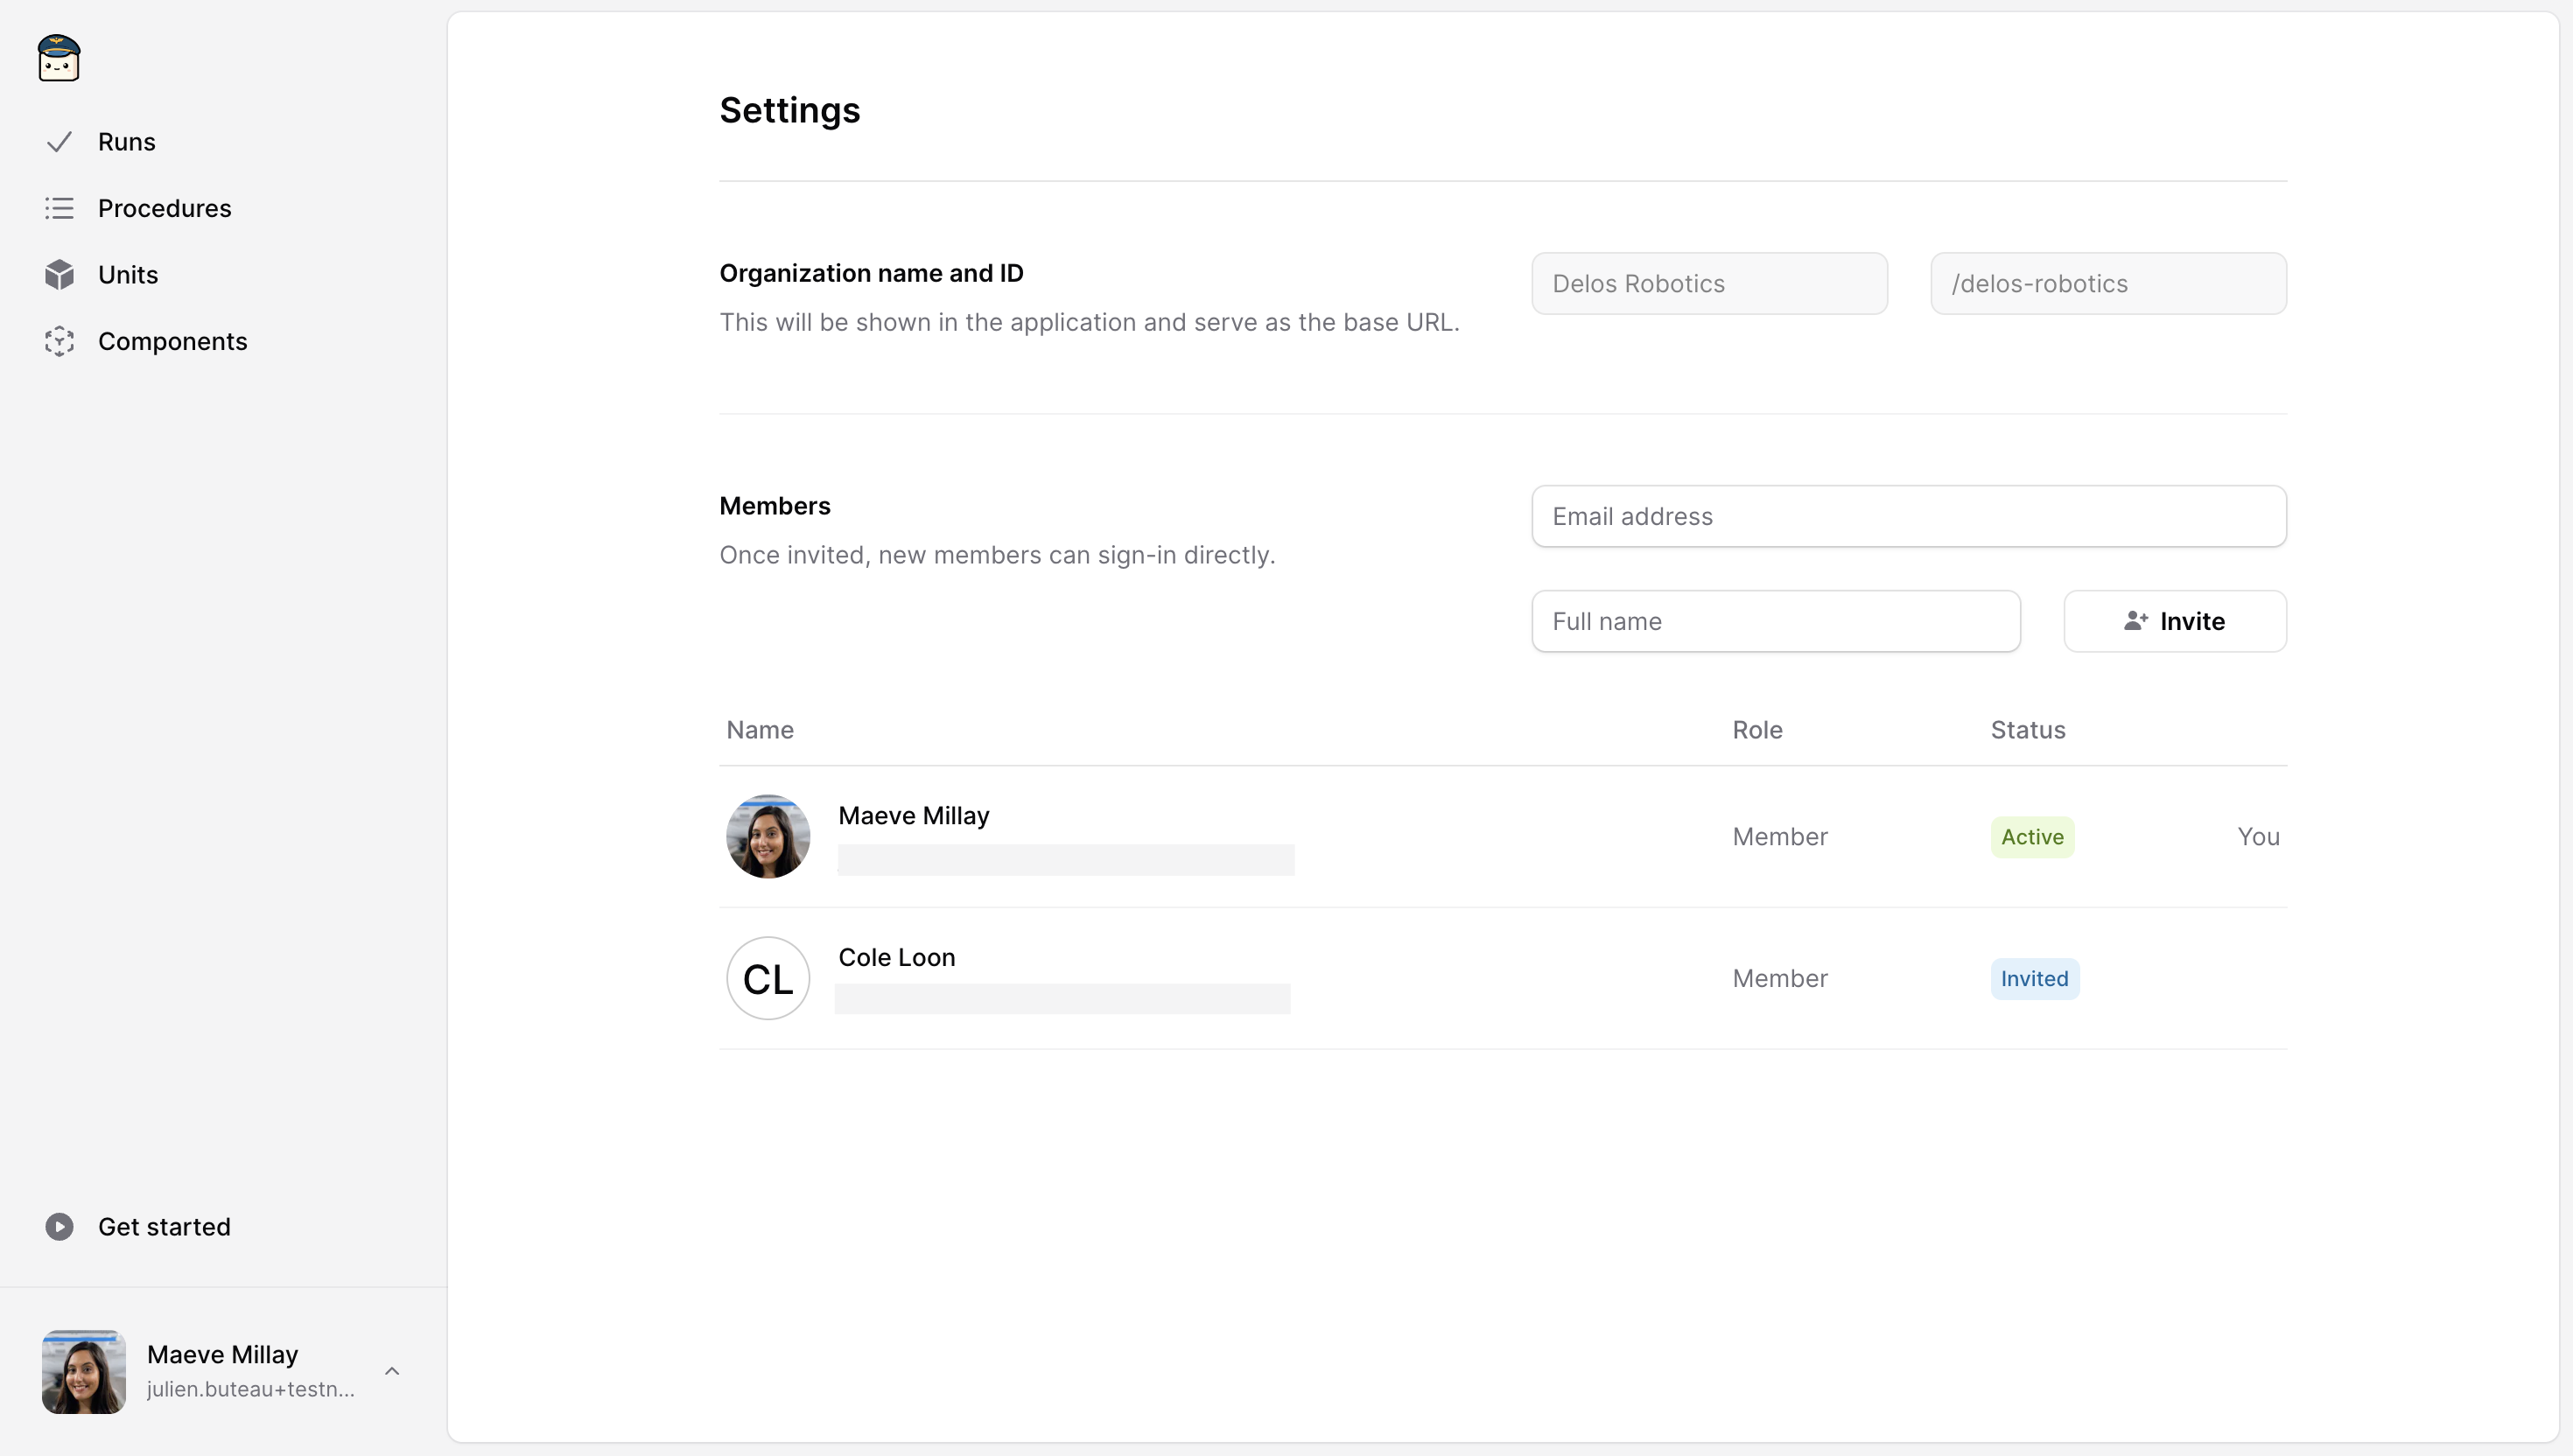 Runs
Procedures
Units
Components
Get started
Maeve Millay
julien.buteau+testn...
Settings
Organization name and ID
This will be shown in the application and serve as the base URL.
Delos Robotics
/delos-robotics
Members
Once invited, new members can sign-in directly.
Email address
Full name
Invite
Name Role Status
Maeve Millay
Member Active You
CL
Cole Loon
Member Invited